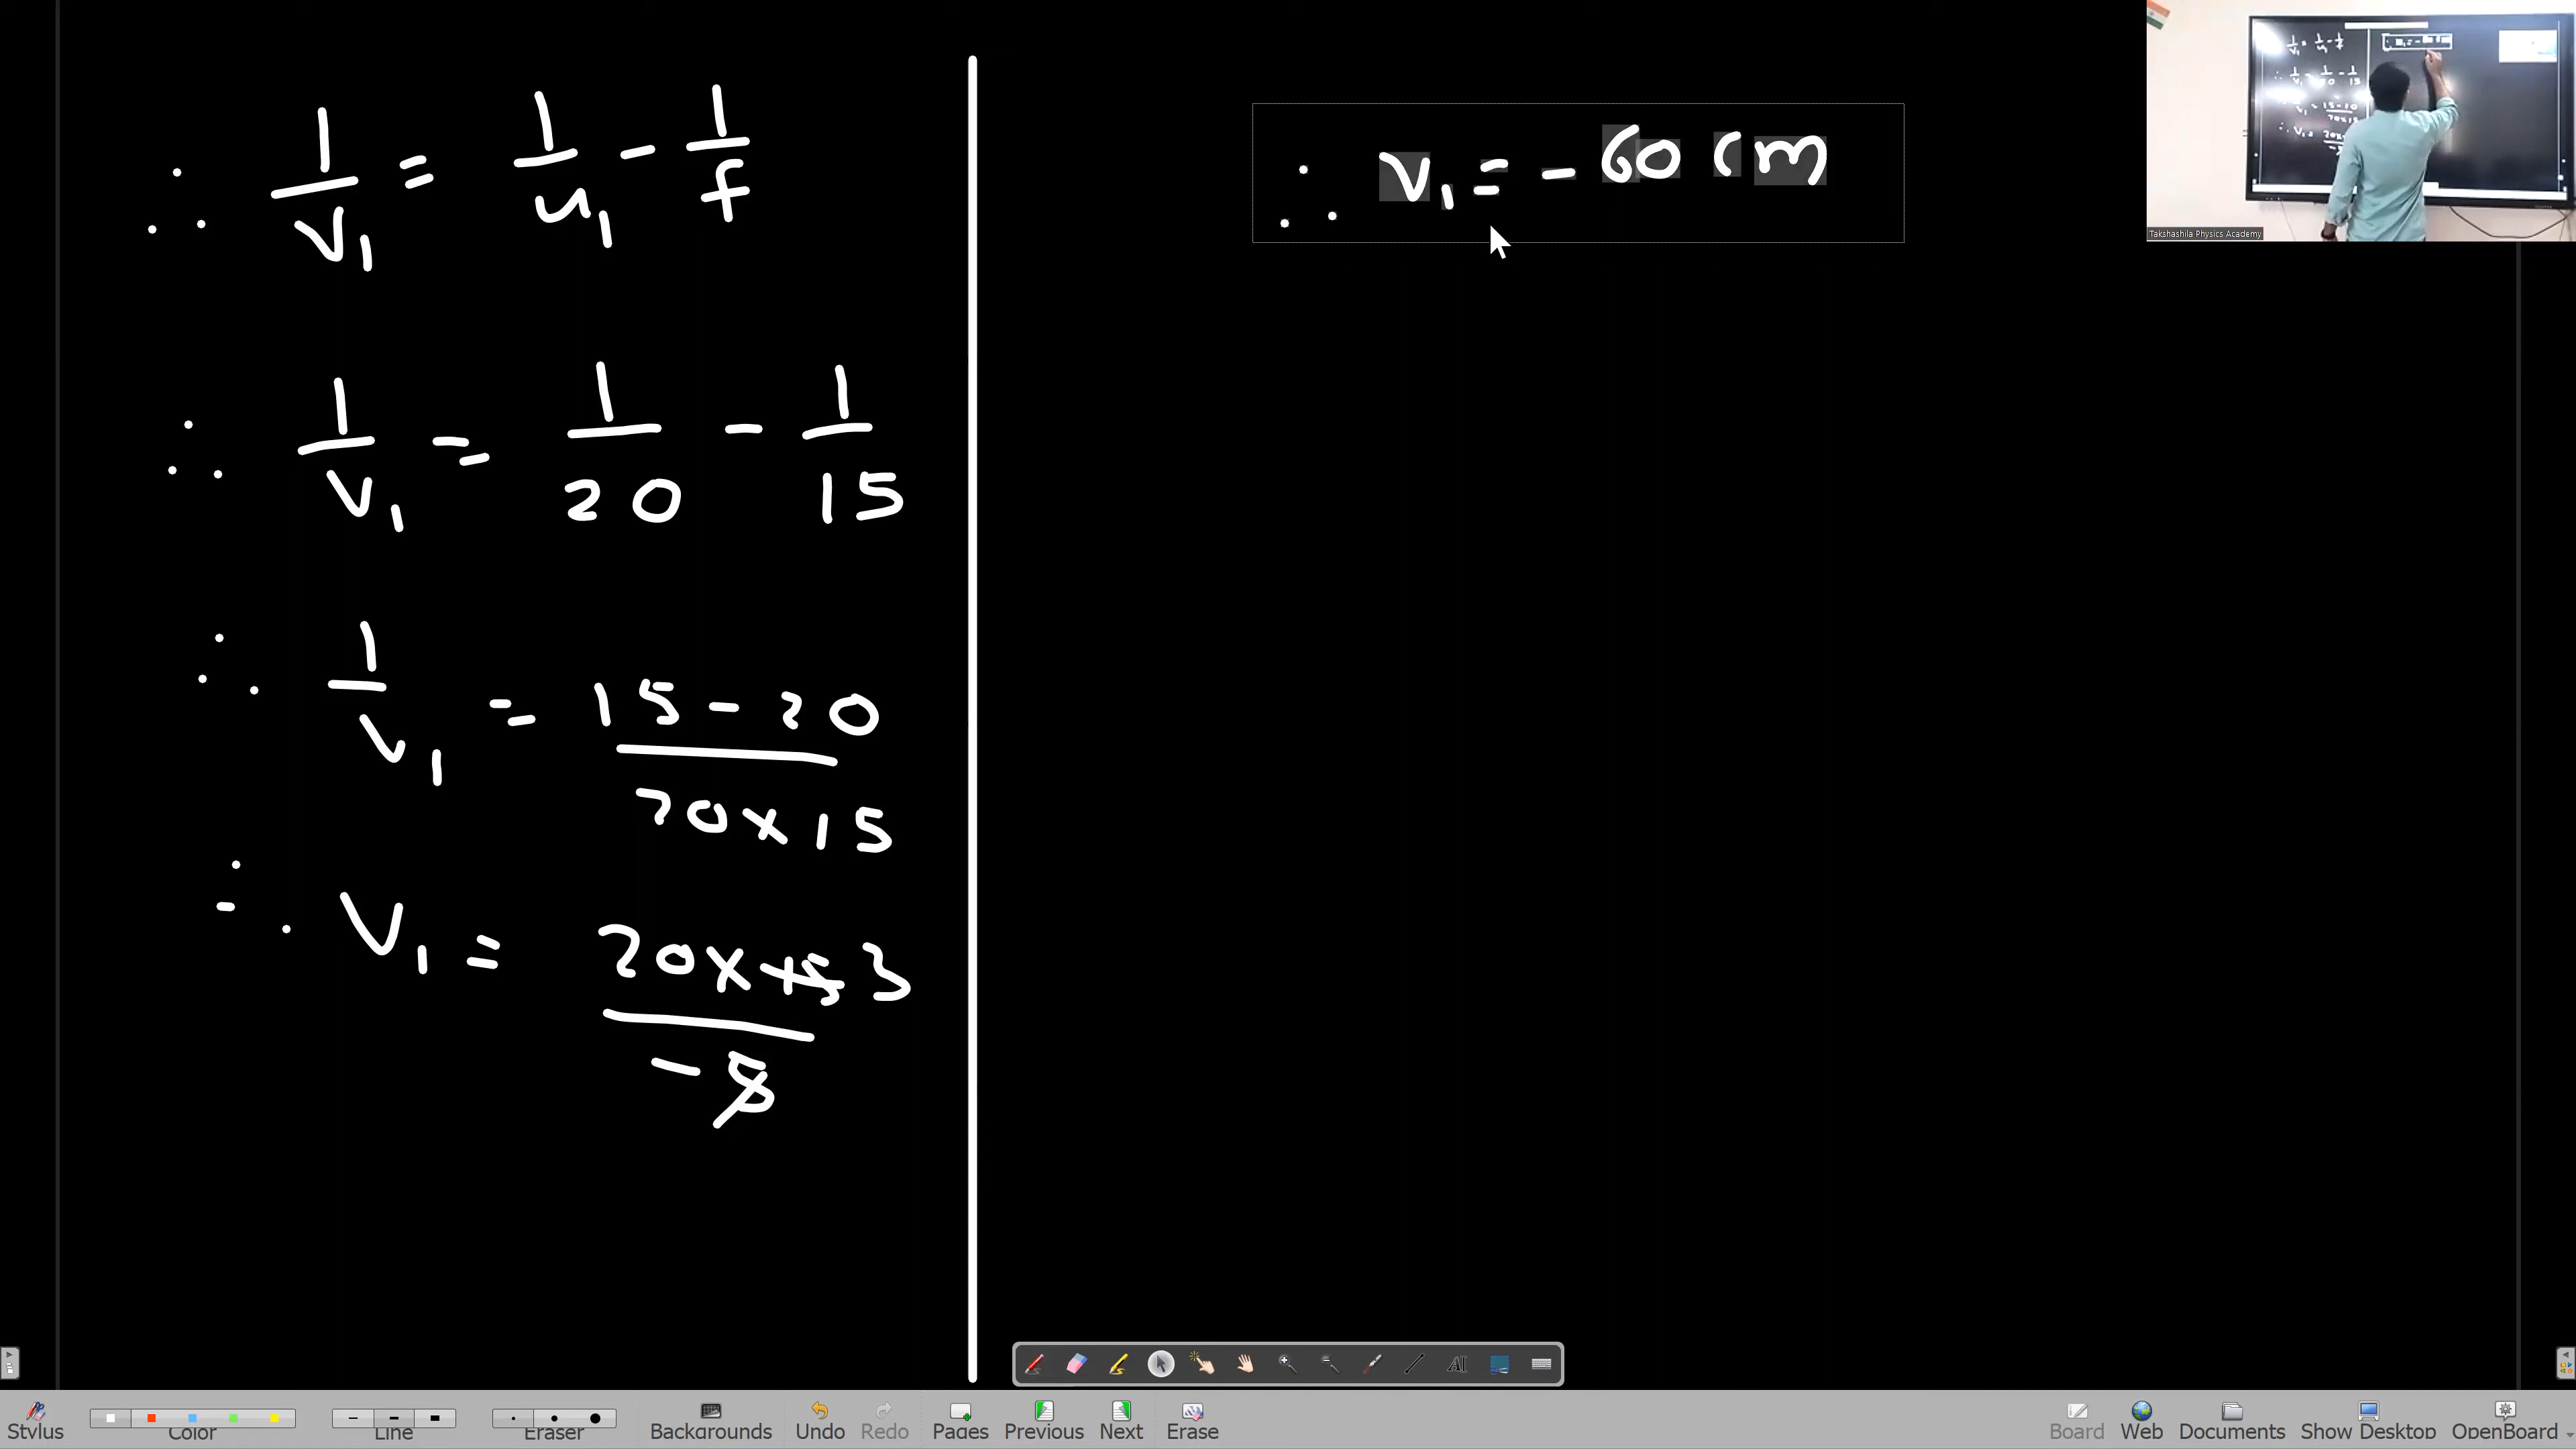 ∴ 1/v₁ = 1/u₁ - 1/f
∴ 1/v₁ = 1/20 - 1/15
∴ 1/v₁ = (15-20)/(20×15)
∴ v₁ = (20×15 3)/(-5)
∴ v₁ = - 60 cm
Takshashila Physics Academy
Stylus Color Line Eraser Backgrounds Undo Redo Pages Previous Next Erase Board Web Documents Show Desktop OpenBoard